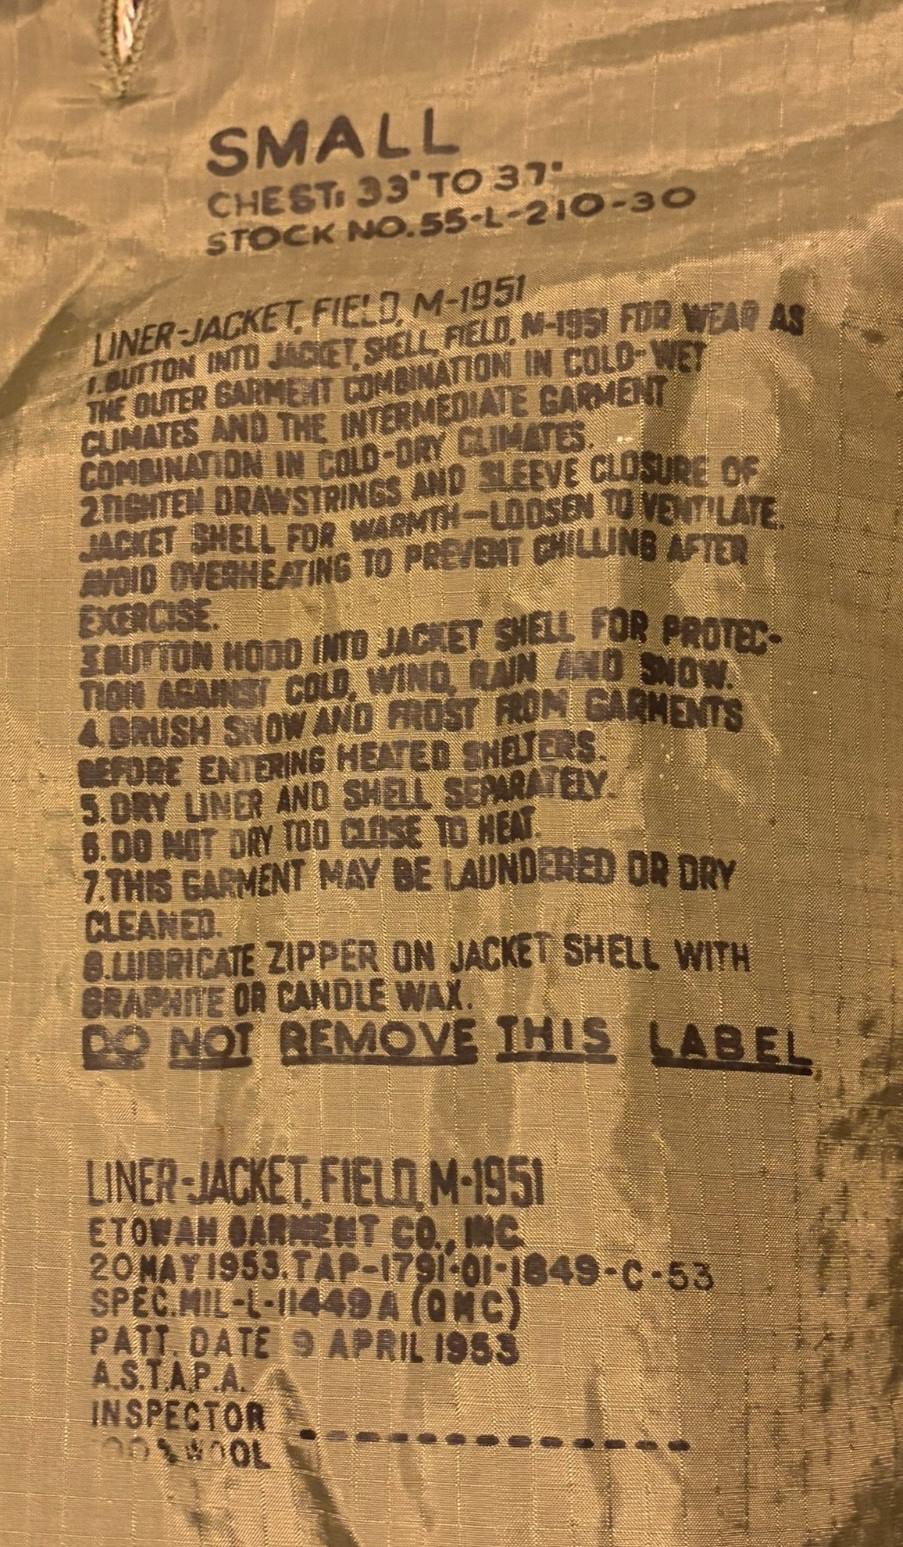 SMALL
CHEST: 33" TO 37"
STOCK NO. 55-L-210-30
LINER-JACKET, FIELD, M-1951
1. BUTTON INTO JACKET, SHELL, FIELD, M-1951 FOR WEAR AS
THE OUTER GARMENT COMBINATION IN COLD-WET
CLIMATES AND THE INTERMEDIATE GARMENT
COMBINATION IN COLD-DRY CLIMATES.
2. TIGHTEN DRAWSTRINGS AND SLEEVE CLOSURE OF
JACKET SHELL FOR WARMTH—LOOSEN TO VENTILATE.
AVOID OVERHEATING TO PREVENT CHILLING AFTER
EXERCISE.
3. BUTTON HOOD INTO JACKET SHELL FOR PROTEC-
TION AGAINST COLD, WIND, RAIN AND SNOW.
4. BRUSH SNOW AND FROST FROM GARMENTS
BEFORE ENTERING HEATED SHELTERS.
5. DRY LINER AND SHELL SEPARATELY.
6. DO NOT DRY TOO CLOSE TO HEAT.
7. THIS GARMENT MAY BE LAUNDERED OR DRY
CLEANED.
8. LUBRICATE ZIPPER ON JACKET SHELL WITH
GRAPHITE OR CANDLE WAX.
DO NOT REMOVE THIS LABEL
LINER-JACKET, FIELD, M-1951
ETOWAH GARMENT CO., INC.
20 MAY 1953. TAP-1791-OI-1849-C-53
SPEC. MIL-L-11449A (QMC)
PATT. DATE 9 APRIL 1953
A.S.T.A.P.A.
INSPECTOR
100% WOOL